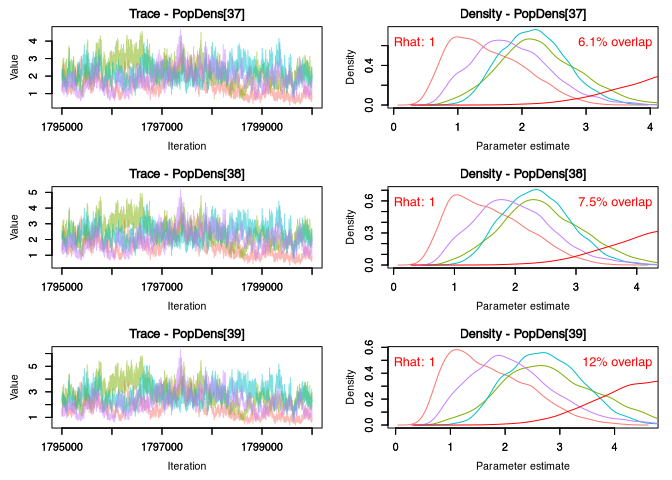 Trace - PopDens[37]
Value
1 2 3 4
1795000 1797000 1799000
Iteration
Density - PopDens[37]
Rhat: 1 6.1% overlap
Density
0.0 0.4
0 1 2 3 4
Parameter estimate
Trace - PopDens[38]
Value
1 2 3 4 5
1795000 1797000 1799000
Iteration
Density - PopDens[38]
Rhat: 1 7.5% overlap
Density
0.0 0.3 0.6
0 1 2 3 4
Parameter estimate
Trace - PopDens[39]
Value
1 3 5
1795000 1797000 1799000
Iteration
Density - PopDens[39]
Rhat: 1 12% overlap
Density
0.0 0.2 0.4 0.6
0 1 2 3 4
Parameter estimate